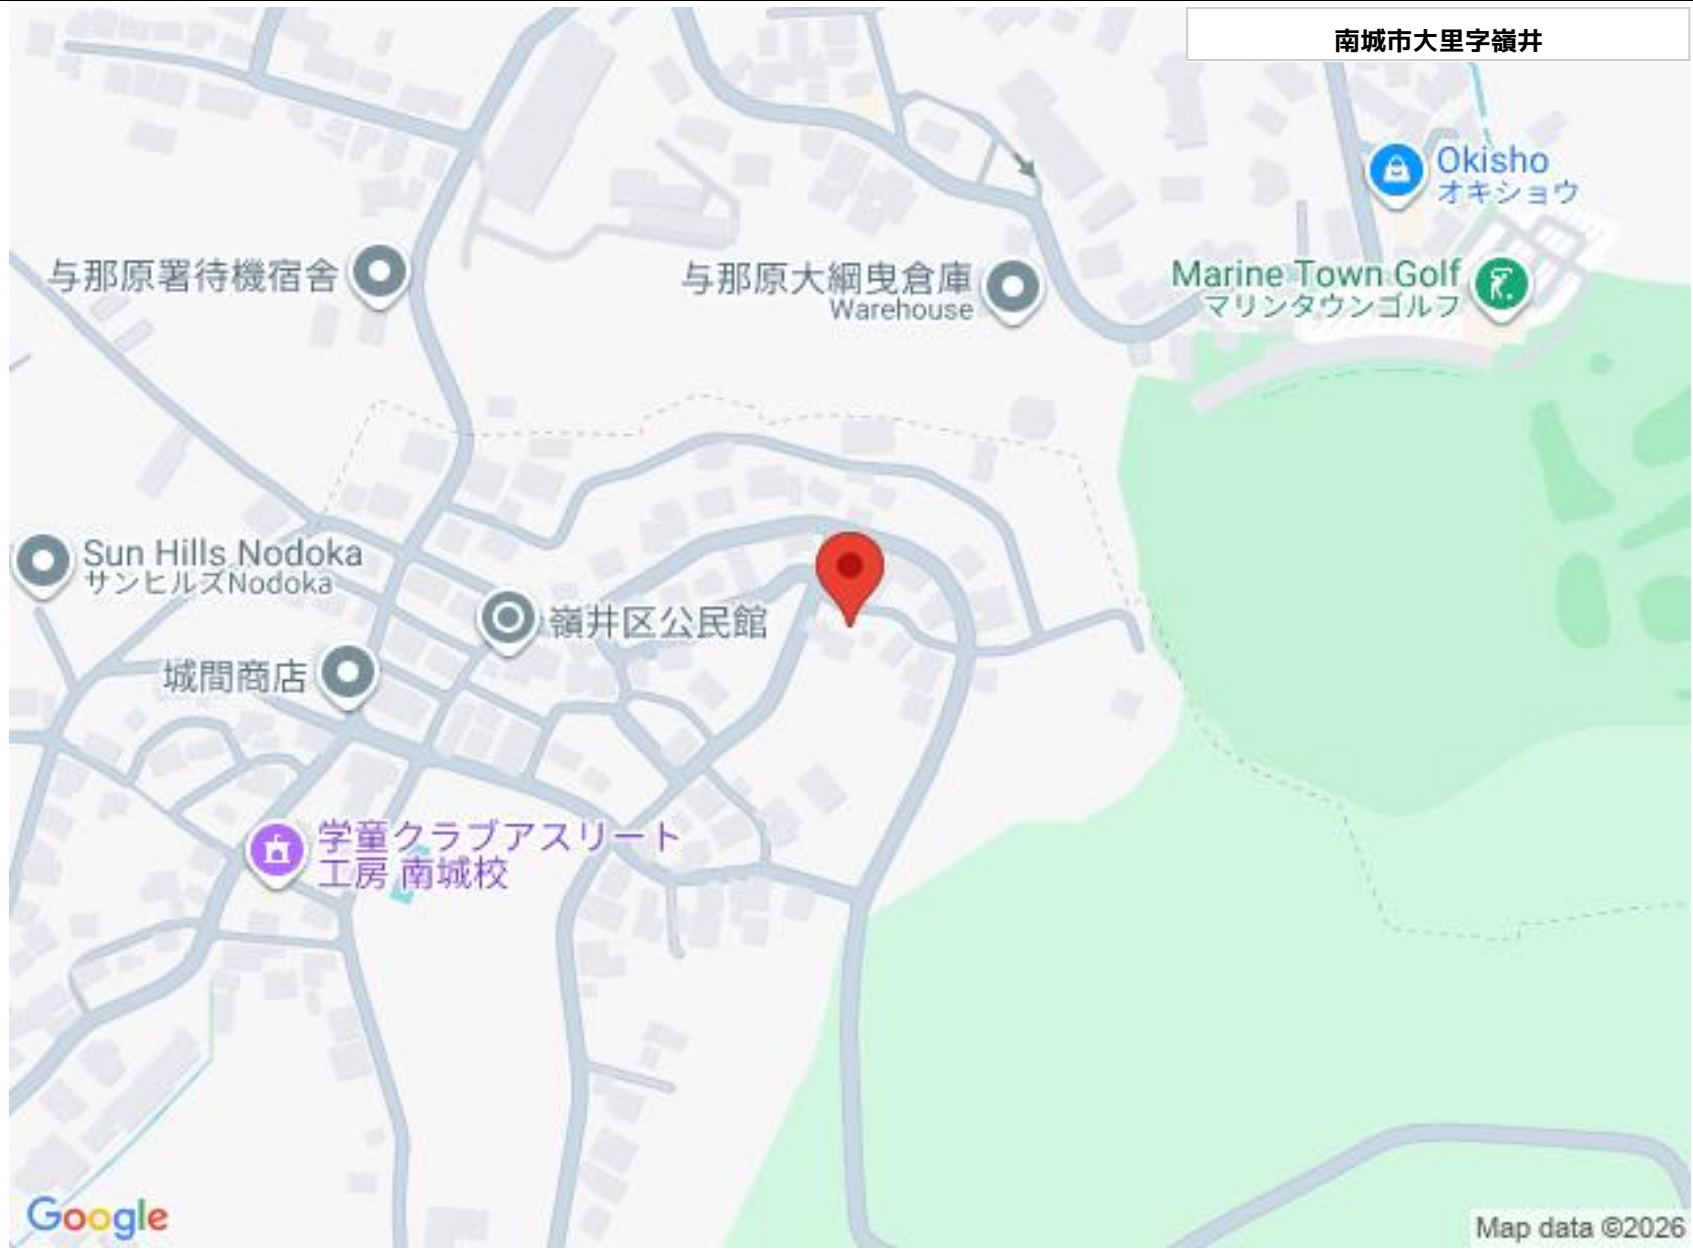 南城市大里字嶺井
Okisho
オキショウ
与那原署待機宿舎
与那原大綱曳倉庫
Warehouse
Marine Town Golf
マリンタウンゴルフ
Sun Hills Nodoka
サンヒルズNodoka
嶺井区公民館
城間商店
学童クラブアスリート
工房 南城校
Google
Map data ©2026